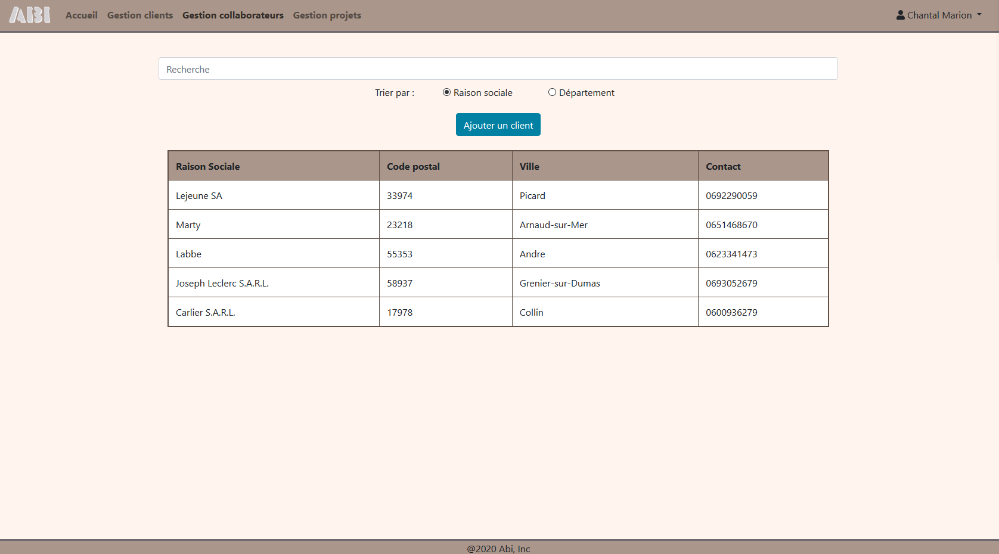 ABI Accueil Gestion clients Gestion collaborateurs Gestion projets Chantal Marion
Recherche
Trier par : Raison sociale Département
Ajouter un client
Raison Sociale Code postal Ville Contact
Lejeune SA 33974 Picard 0692290059
Marty 23218 Arnaud-sur-Mer 0651468670
Labbe 55353 Andre 0623341473
Joseph Leclerc S.A.R.L. 58937 Grenier-sur-Dumas 0693052679
Carlier S.A.R.L. 17978 Collin 0600936279
@2020 Abi, Inc